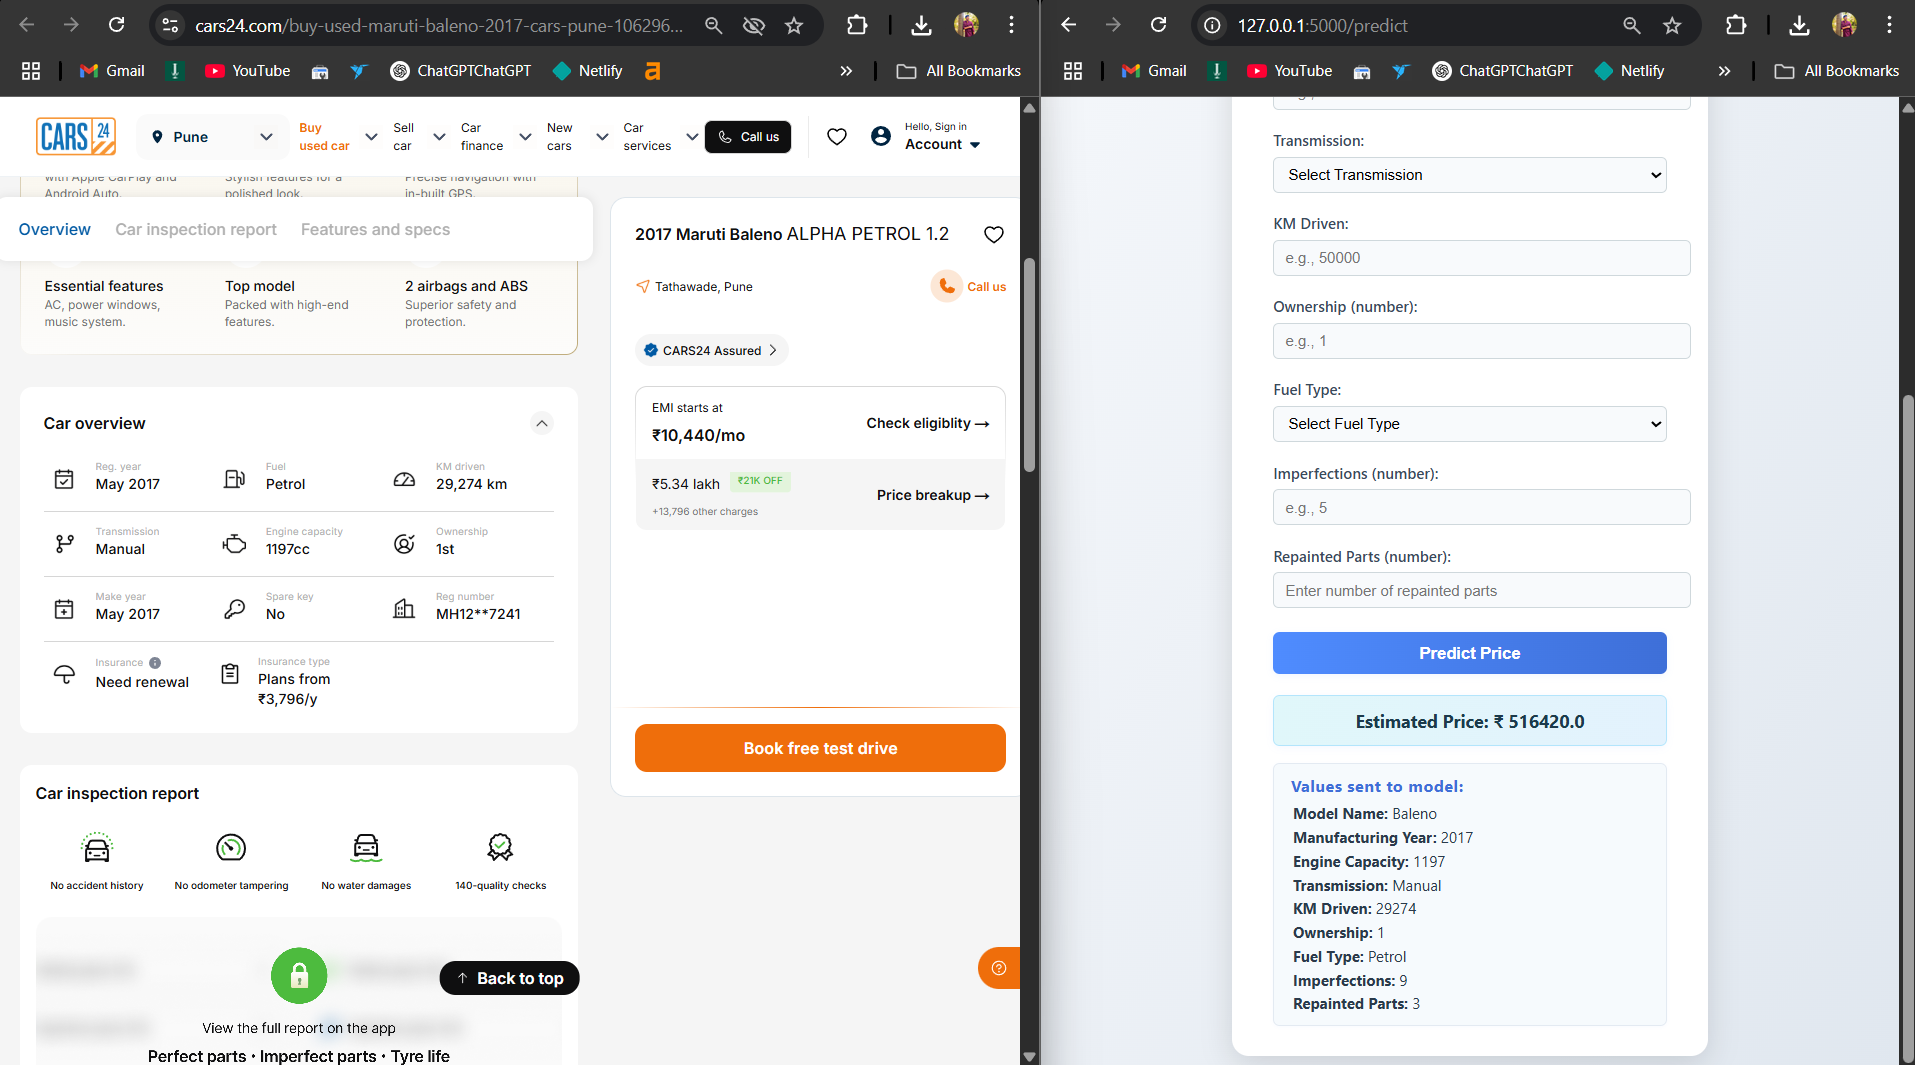 cars24.com/buy-used-maruti-baleno-2017-cars-pune-106296...
Gmail
YouTube
ChatGPTChatGPT
Netlify
All Bookmarks
CARS 24
Pune
Buy used car
Sell car
Car finance
New cars
Car services
Call us
Hello, Sign in
Account
with Apple CarPlay and Android Auto.
Stylish features for a polished look.
Precise navigation with in-built GPS.
Overview
Car inspection report
Features and specs
Essential features
AC, power windows, music system.
Top model
Packed with high-end features.
2 airbags and ABS
Superior safety and protection.
Car overview
Reg. year
May 2017
Fuel
Petrol
KM driven
29,274 km
Transmission
Manual
Engine capacity
1197cc
Ownership
1st
Make year
May 2017
Spare key
No
Reg number
MH12**7241
Insurance
Need renewal
Insurance type
Plans from
₹3,796/y
Car inspection report
No accident history
No odometer tampering
No water damages
140-quality checks
Back to top
View the full report on the app
Perfect parts • Imperfect parts • Tyre life
2017 Maruti Baleno ALPHA PETROL 1.2
Tathawade, Pune
Call us
CARS24 Assured
EMI starts at
₹10,440/mo
Check eligiblity →
₹5.34 lakh
₹21K OFF
+13,796 other charges
Price breakup →
Book free test drive
127.0.0.1:5000/predict
Gmail
YouTube
ChatGPTChatGPT
Netlify
All Bookmarks
Transmission:
Select Transmission
KM Driven:
e.g., 50000
Ownership (number):
e.g., 1
Fuel Type:
Select Fuel Type
Imperfections (number):
e.g., 5
Repainted Parts (number):
Enter number of repainted parts
Predict Price
Estimated Price: ₹ 516420.0
Values sent to model:
Model Name: Baleno
Manufacturing Year: 2017
Engine Capacity: 1197
Transmission: Manual
KM Driven: 29274
Ownership: 1
Fuel Type: Petrol
Imperfections: 9
Repainted Parts: 3